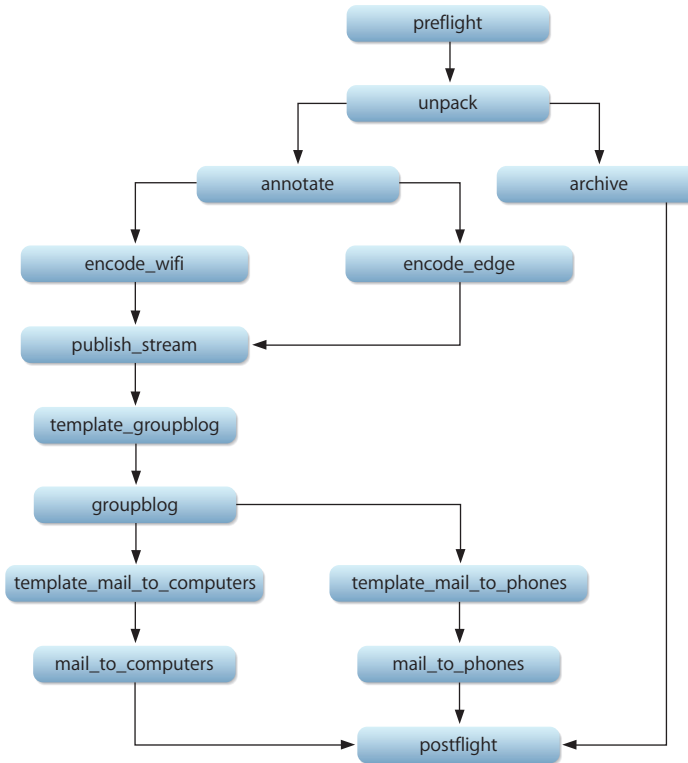 preflight
unpack
annotate
archive
encode_wifi
encode_edge
publish_stream
template_groupblog
groupblog
template_mail_to_computers
template_mail_to_phones
mail_to_computers
mail_to_phones
postflight